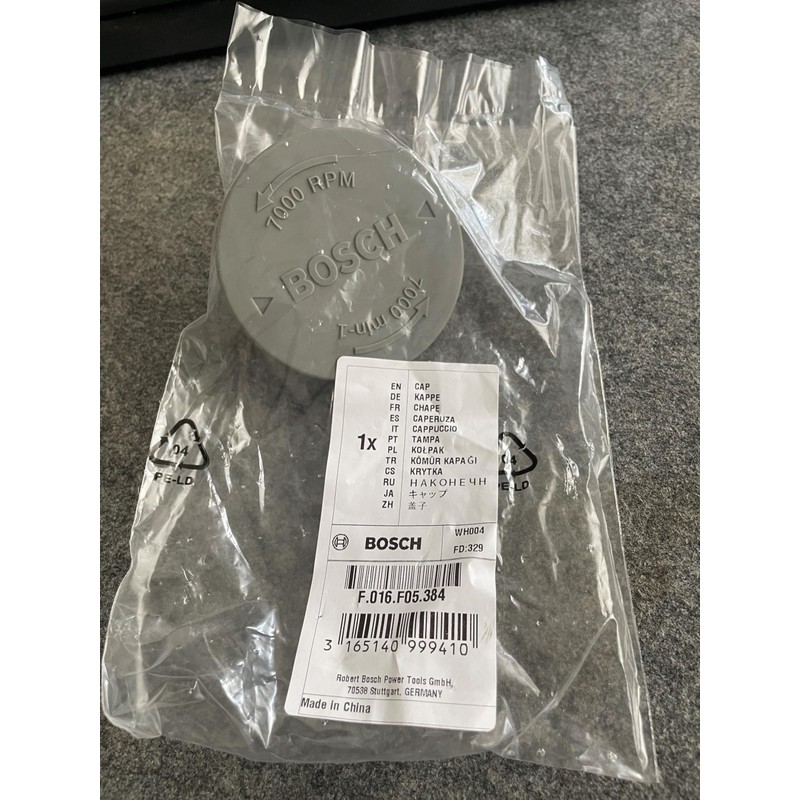 7000 RPM
BOSCH
7000 min-1
04
PE-LD
04
PE-LD
1x
EN CAP
DE KAPPE
FR CHAPE
ES CAPERUZA
IT CAPPUCCIO
PT TAMPA
PL KOŁPAK
TR KÖMÜR KAPAĞI
CS KRYTKA
RU НАКОНЕЧН
JA キャップ
ZH 盖子
BOSCH
WH004
FD:329
F.016.F05.384
3 165140 999410
Robert Bosch Power Tools GmbH,
70538 Stuttgart, GERMANY
Made in China